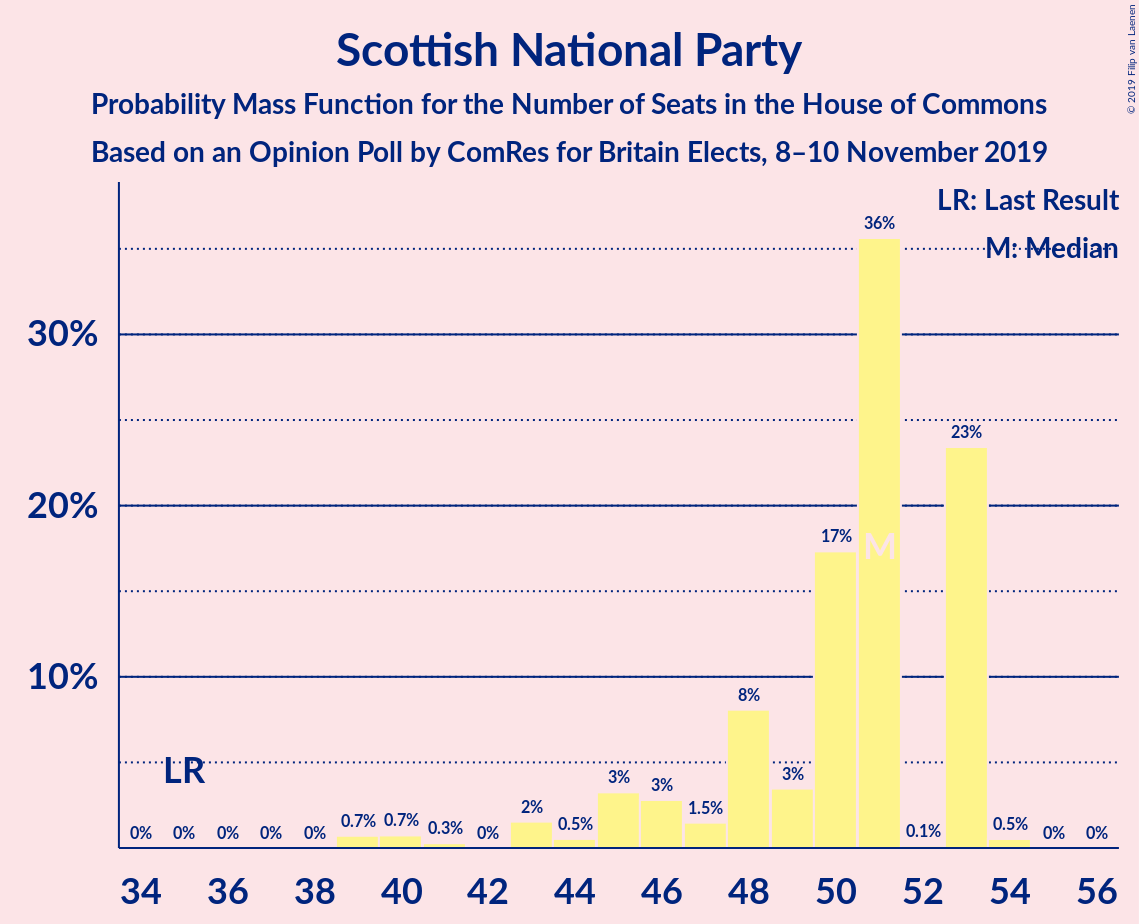 Scottish National Party
Probability Mass Function for the Number of Seats in the House of Commons
Based on an Opinion Poll by ComRes for Britain Elects, 8–10 November 2019
© 2019 Filip van Laenen
LR: Last Result
M: Median
30%
20%
10%
LR
M
0%
0%
0%
0%
0%
0.7%
0.7%
0.3%
0%
2%
0.5%
3%
3%
1.5%
8%
3%
17%
36%
0.1%
23%
0.5%
0%
0%
34 36 38 40 42 44 46 48 50 52 54 56